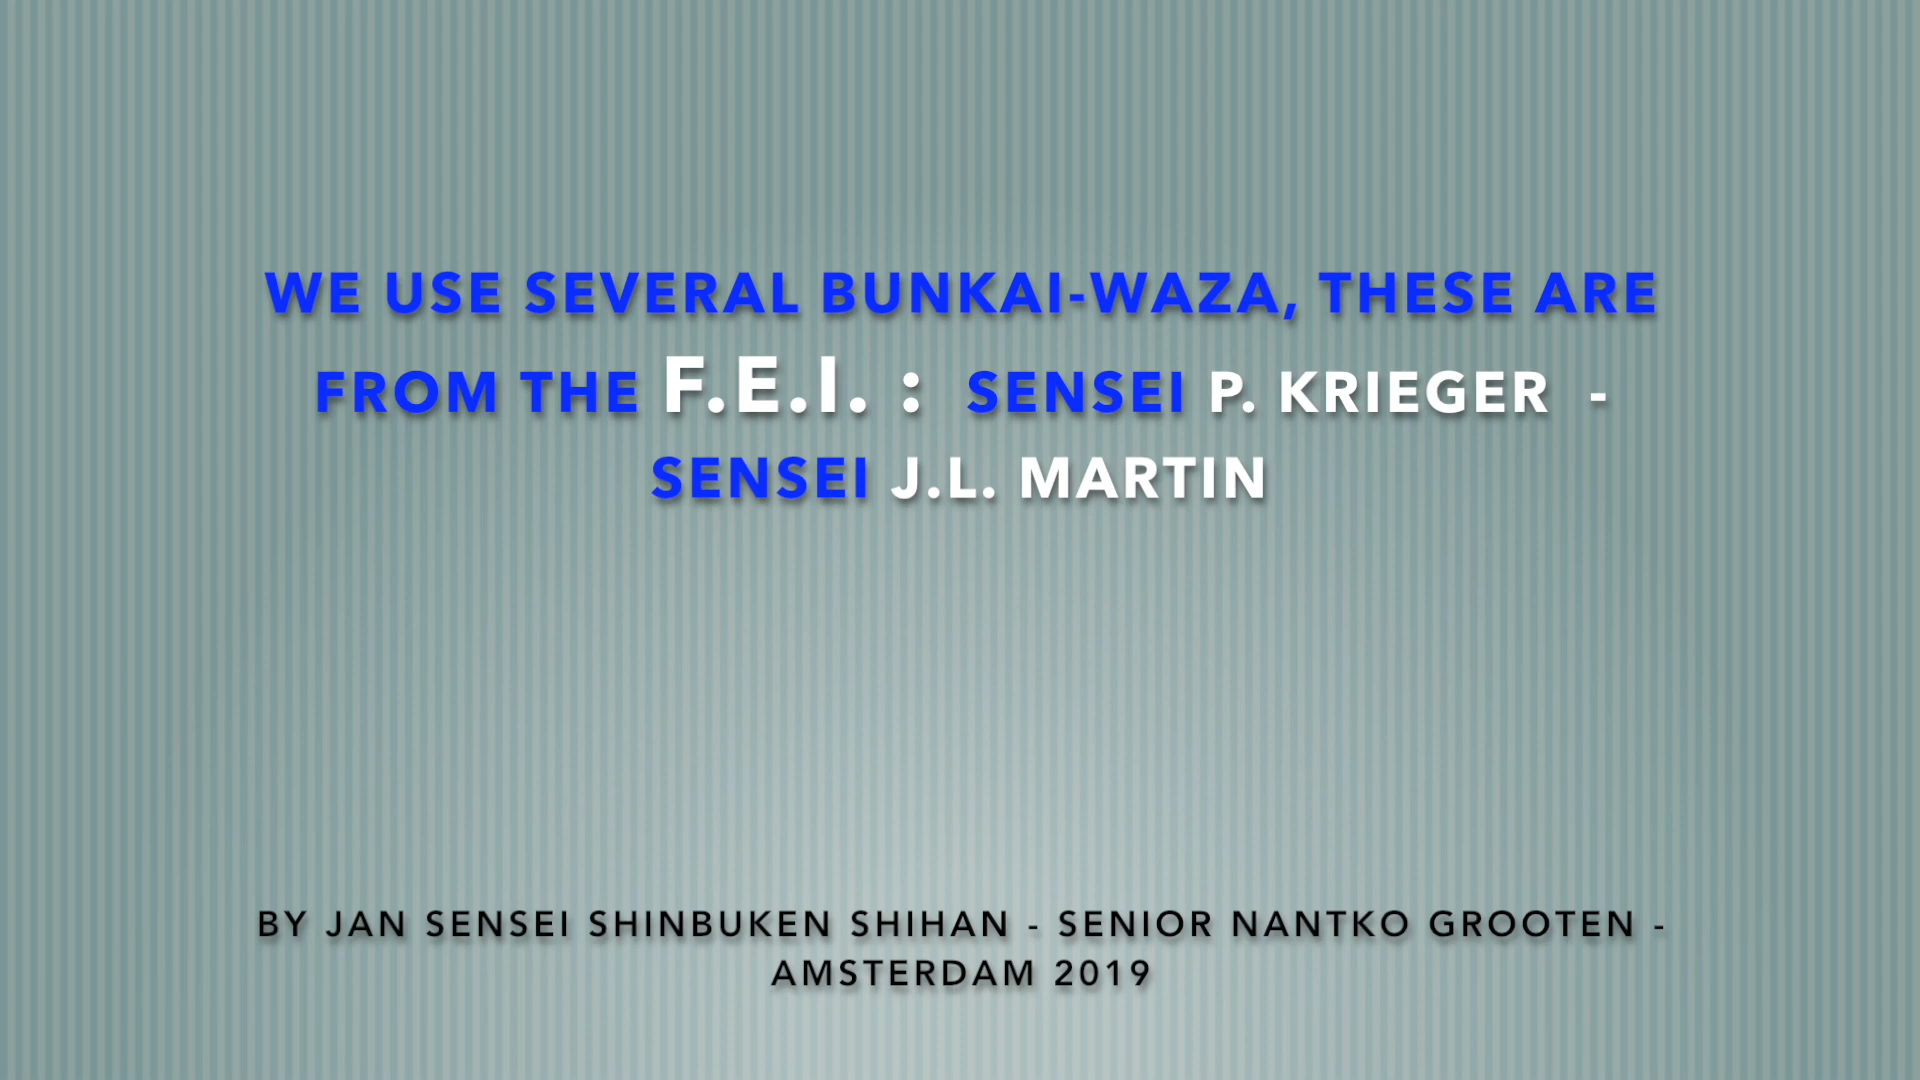 WE USE SEVERAL BUNKAI-WAZA, THESE ARE
FROM THE F.E.I. : SENSEI P. KRIEGER -
SENSEI J.L. MARTIN
BY JAN SENSEI SHINBUKEN SHIHAN - SENIOR NANTKO GROOTEN -
AMSTERDAM 2019